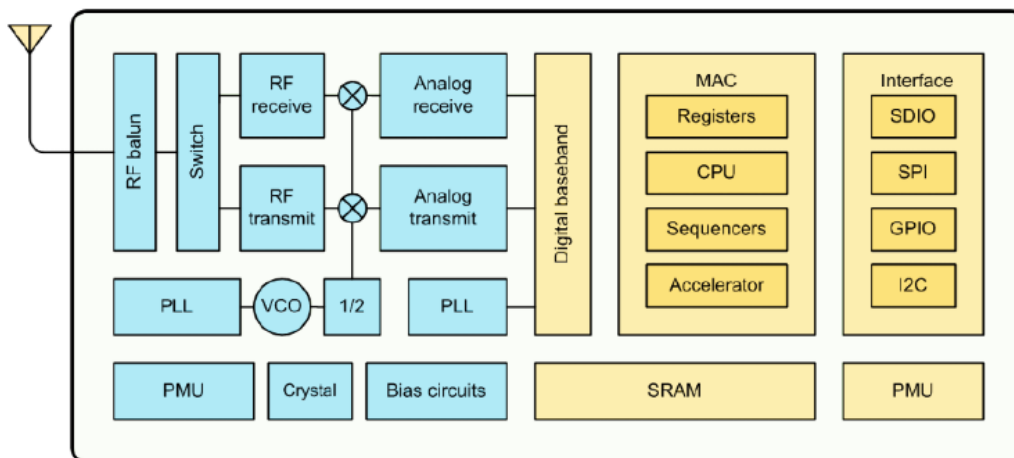 RF balun
Switch
RF
receive
RF
transmit
Analog
receive
Analog
transmit
PLL
VCO
1/2
PLL
Digital baseband
MAC
Registers
CPU
Sequencers
Accelerator
Interface
SDIO
SPI
GPIO
I2C
PMU
Crystal
Bias circuits
SRAM
PMU